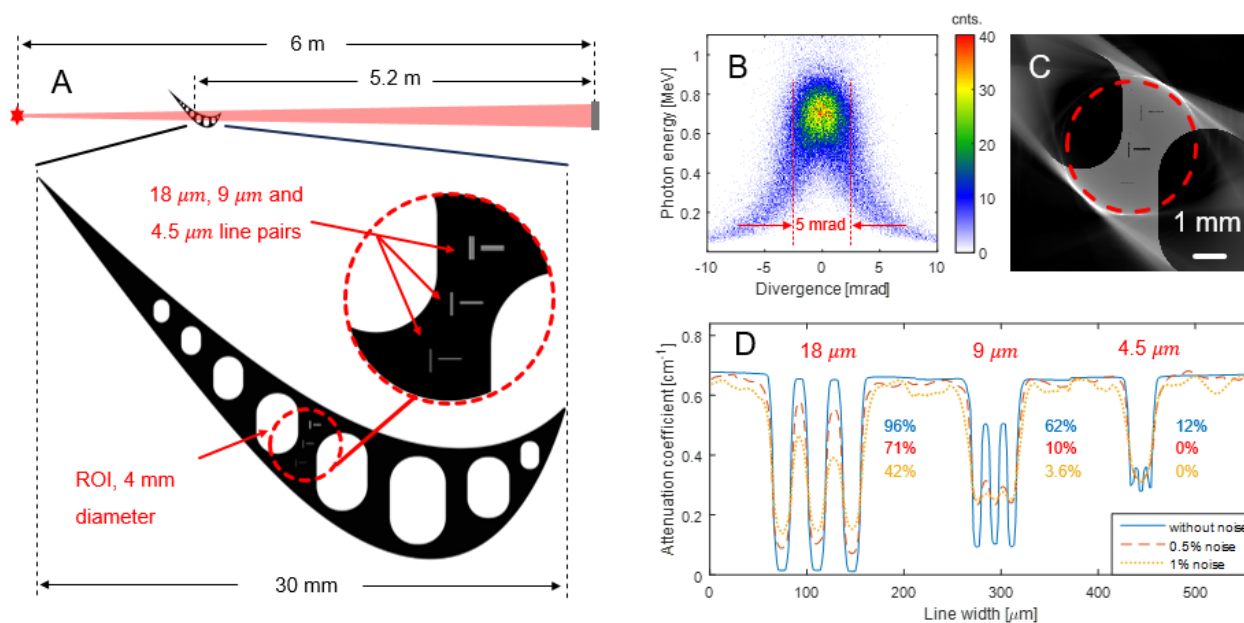 A
6 m
5.2 m
18 μm, 9 μm and
4.5 μm line pairs
ROI, 4 mm
diameter
30 mm
B
cnts.
Photon energy [MeV]
1
0.8
0.6
0.4
0.2
-10
-5
0
5
10
Divergence [mrad]
5 mrad
40
30
20
10
0
C
1 mm
D
Attenuation coefficient [cm-1]
0.8
0.6
0.4
0.2
0
0
100
200
300
400
500
Line width [μm]
18 μm
9 μm
4.5 μm
96%
71%
42%
62%
10%
3.6%
12%
0%
0%
without noise
0.5% noise
1% noise